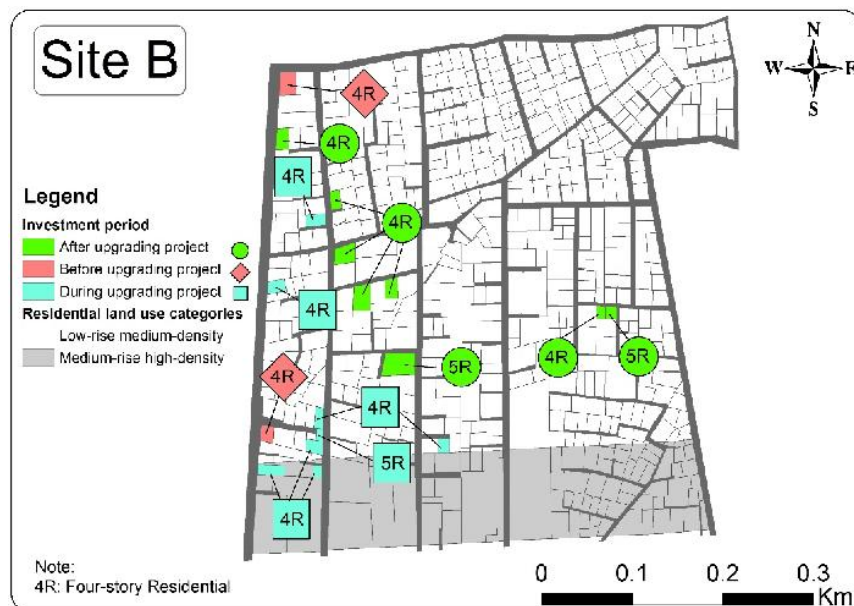 Site B
N
W E
S
4R
4R
4R
Legend
Investment period
After upgrading project
Before upgrading project
During upgrading project
Residential land use categories
Low-rise medium-density
Medium-rise high-density
4R
4R
4R
5R
4R
5R
4R
4R
5R
4R
Note:
4R: Four-story Residential
0 0.1 0.2 0.3
Km